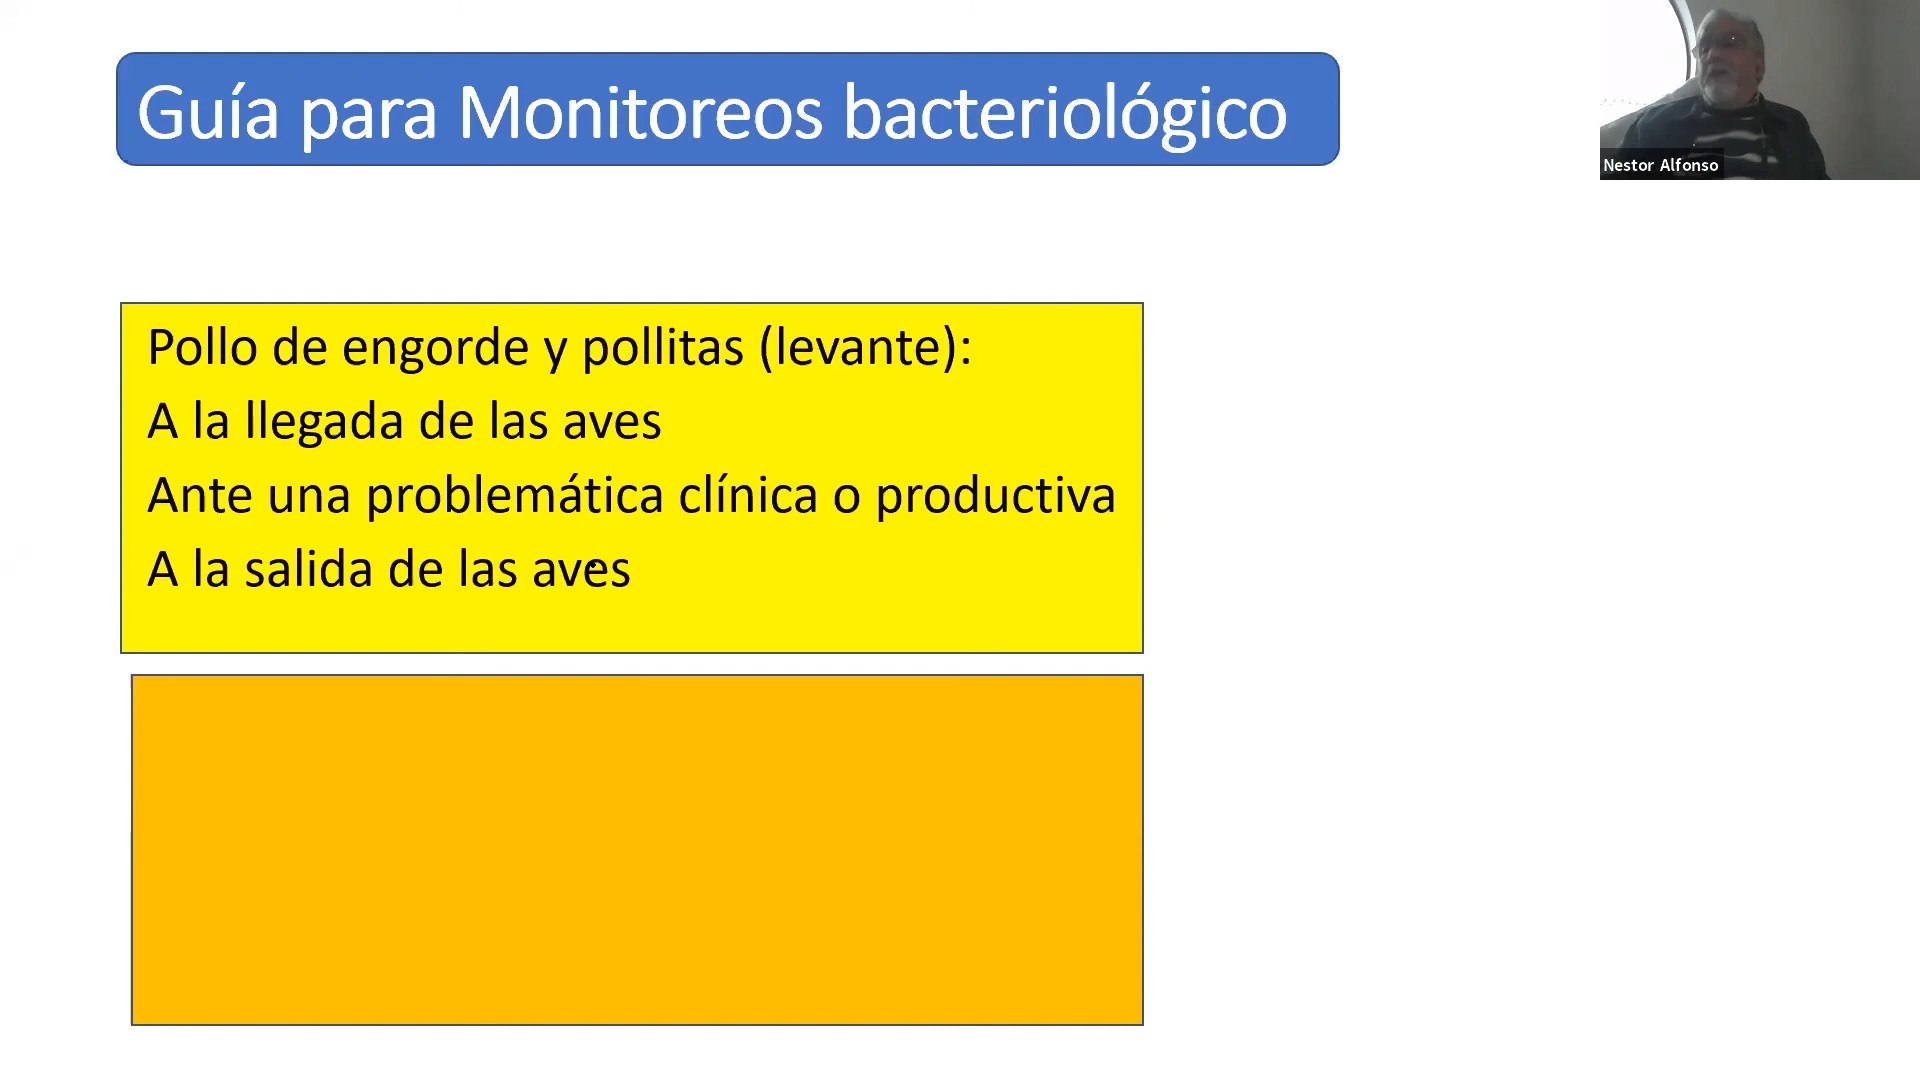 Guía para Monitoreos bacteriológico
Nestor Alfonso
Pollo de engorde y pollitas (levante):
A la llegada de las aves
Ante una problemática clínica o productiva
A la salida de las aves